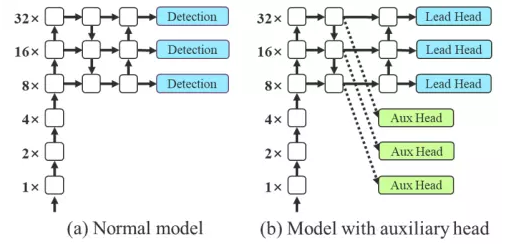 32× Detection
16× Detection
8× Detection
4×
2×
1×
(a) Normal model
32× Lead Head
16× Lead Head
8× Lead Head
4× Aux Head
2× Aux Head
1× Aux Head
(b) Model with auxiliary head